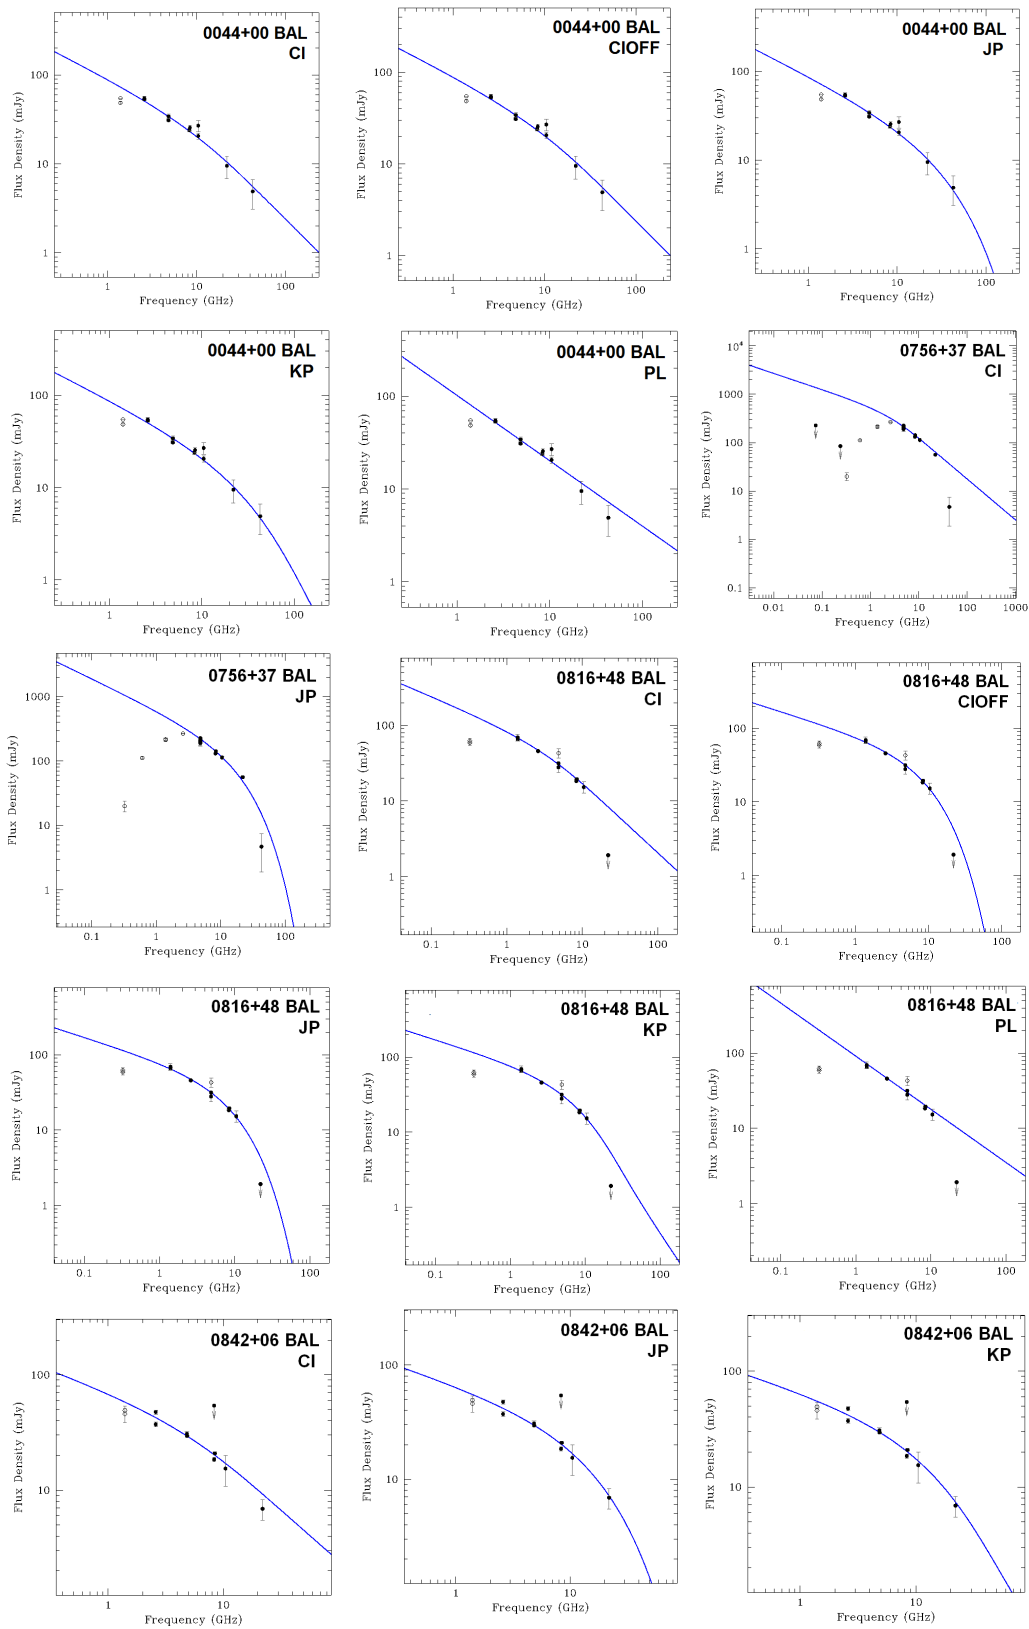 0044+00 BAL
CI
Flux Density (mJy)
100
10
1
1
10
100
Frequency (GHz)
0044+00 BAL
CIOFF
Flux Density (mJy)
100
10
1
1
10
100
Frequency (GHz)
0044+00 BAL
JP
Flux Density (mJy)
100
10
1
1
10
100
Frequency (GHz)
0044+00 BAL
KP
Flux Density (mJy)
100
10
1
1
10
100
Frequency (GHz)
0044+00 BAL
PL
Flux Density (mJy)
100
10
1
1
10
100
Frequency (GHz)
0756+37 BAL
CI
Flux Density (mJy)
10⁴
1000
100
10
1
0.1
0.01
0.1
1
10
100
1000
Frequency (GHz)
0756+37 BAL
JP
Flux Density (mJy)
1000
100
10
1
0.1
1
10
100
Frequency (GHz)
0816+48 BAL
CI
Flux Density (mJy)
100
10
1
0.1
1
10
100
Frequency (GHz)
0816+48 BAL
CIOFF
Flux Density (mJy)
100
10
1
0.1
1
10
100
Frequency (GHz)
0816+48 BAL
JP
Flux Density (mJy)
100
10
1
0.1
1
10
100
Frequency (GHz)
0816+48 BAL
KP
Flux Density (mJy)
100
10
1
0.1
1
10
100
Frequency (GHz)
0816+48 BAL
PL
Flux Density (mJy)
100
10
1
0.1
1
10
100
Frequency (GHz)
0842+06 BAL
CI
Flux Density (mJy)
100
10
1
10
Frequency (GHz)
0842+06 BAL
JP
Flux Density (mJy)
100
10
1
10
Frequency (GHz)
0842+06 BAL
KP
Flux Density (mJy)
100
10
1
10
Frequency (GHz)